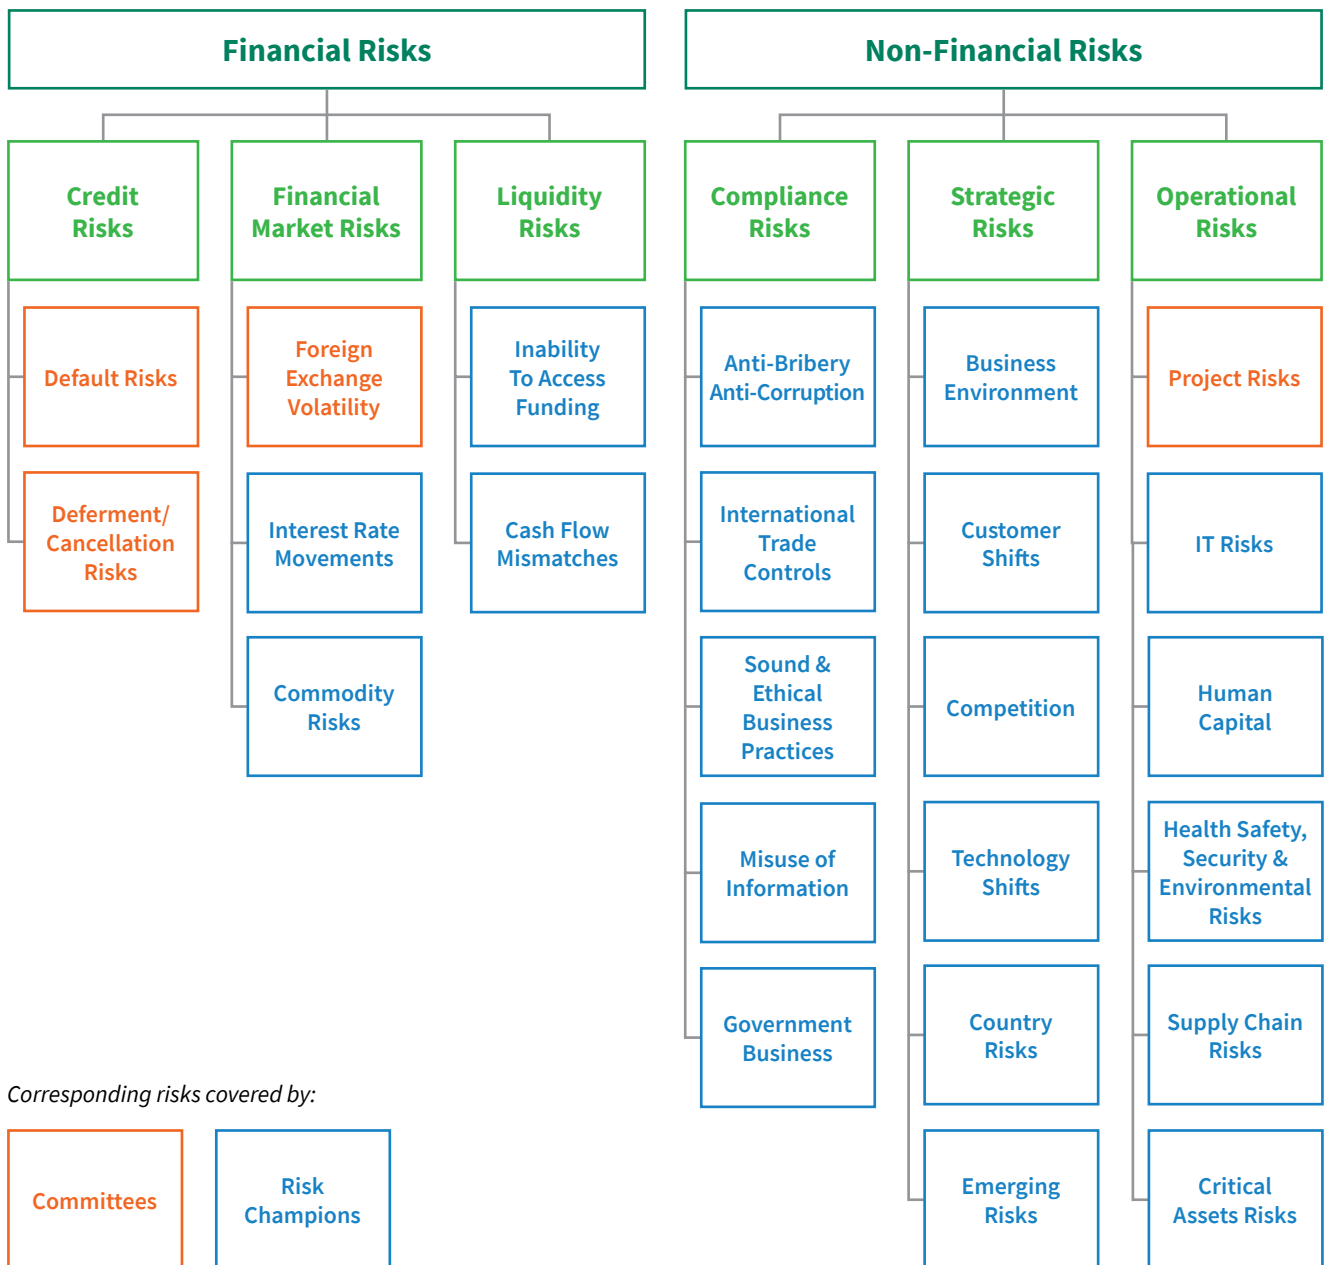 Financial Risks
Non-Financial Risks
Credit
Risks
Financial
Market Risks
Liquidity
Risks
Compliance
Risks
Strategic
Risks
Operational
Risks
Default Risks
Foreign
Exchange
Volatility
Inability
To Access
Funding
Anti-Bribery
Anti-Corruption
Business
Environment
Project Risks
Deferment/
Cancellation
Risks
Interest Rate
Movements
Cash Flow
Mismatches
International
Trade
Controls
Customer
Shifts
IT Risks
Commodity
Risks
Sound &
Ethical
Business
Practices
Competition
Human
Capital
Misuse of
Information
Technology
Shifts
Health Safety,
Security &
Environmental
Risks
Government
Business
Country
Risks
Supply Chain
Risks
Corresponding risks covered by:
Committees
Risk
Champions
Emerging
Risks
Critical
Assets Risks